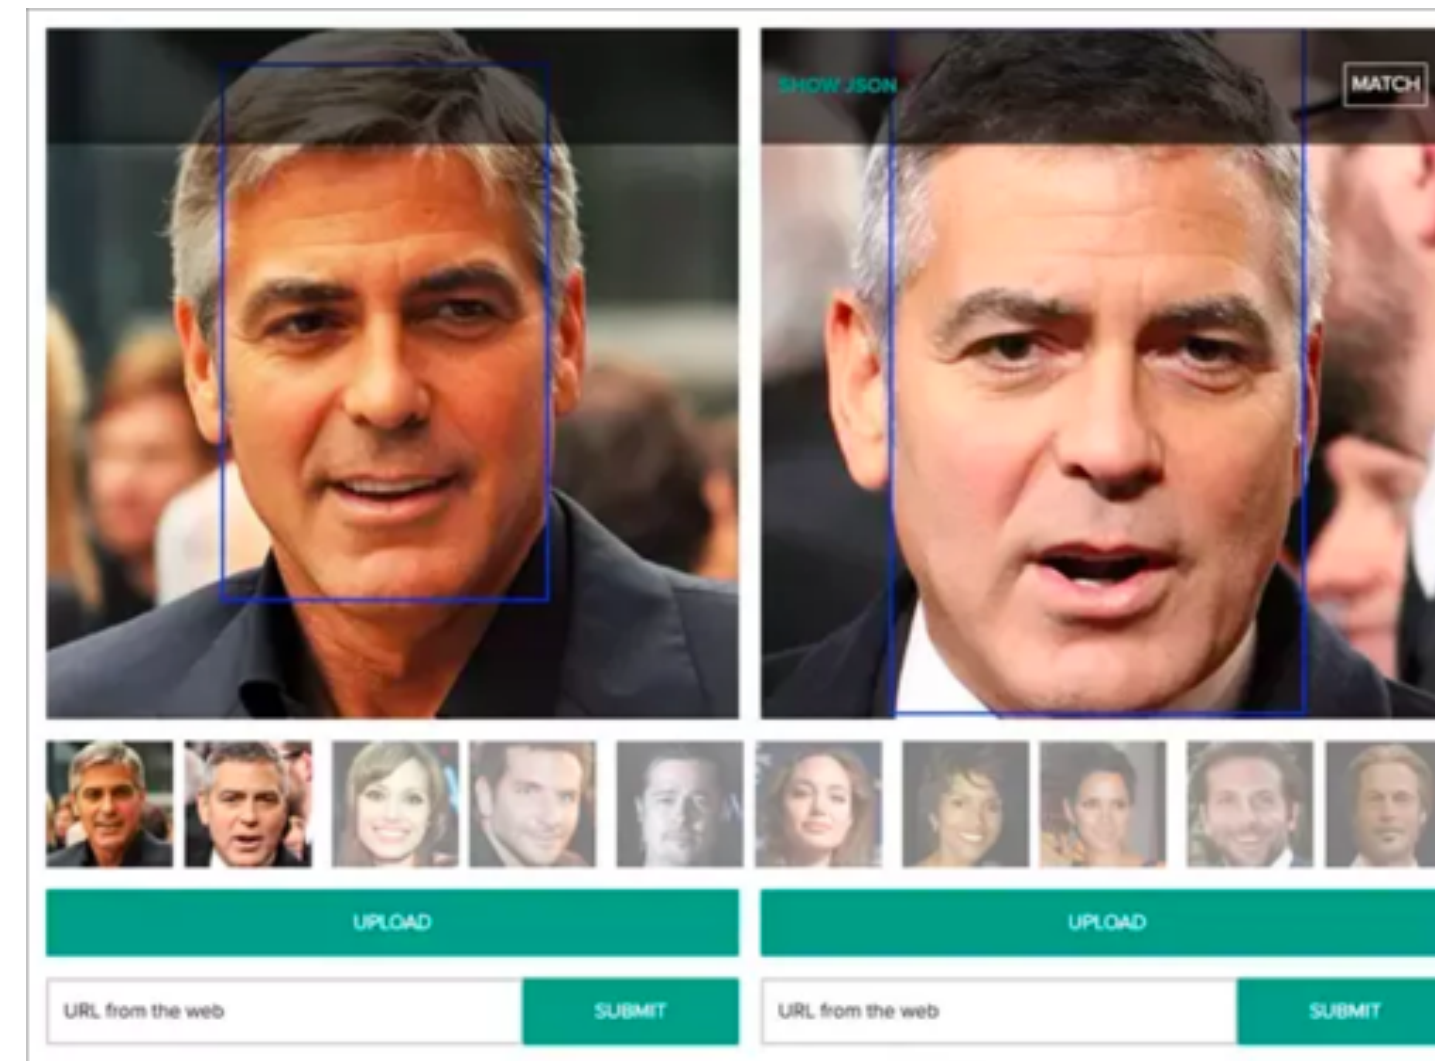 SHOW JSON
MATCH
UPLOAD
UPLOAD
URL from the web
SUBMIT
URL from the web
SUBMIT